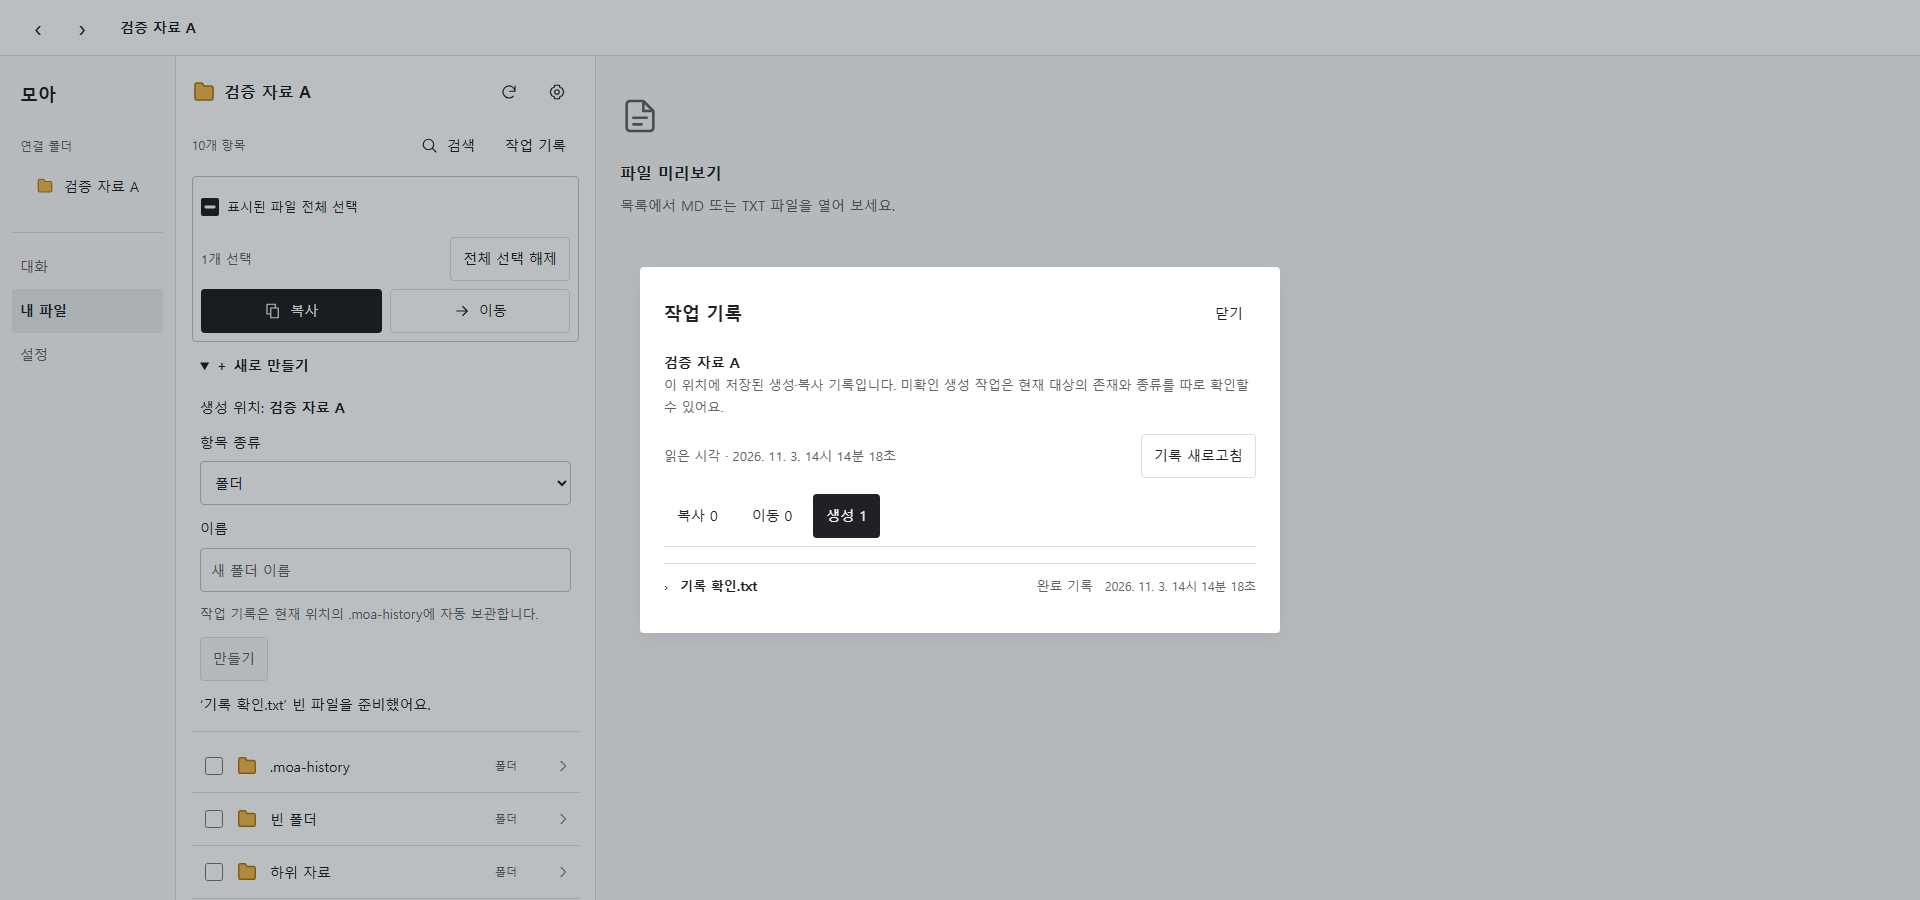 검증 자료 A
모아
연결 폴더
검증 자료 A
대화
내 파일
설정
검증 자료 A
10개 항목
검색
작업 기록
표시된 파일 전체 선택
1개 선택
전체 선택 해제
복사
이동
▼ + 새로 만들기
생성 위치: 검증 자료 A
항목 종류
폴더
이름
새 폴더 이름
작업 기록은 현재 위치의 .moa-history에 자동 보관합니다.
만들기
‘기록 확인.txt’ 빈 파일을 준비했어요.
.moa-history 폴더
빈 폴더 폴더
하위 자료 폴더
파일 미리보기
목록에서 MD 또는 TXT 파일을 열어 보세요.
작업 기록
닫기
검증 자료 A
이 위치에 저장된 생성·복사 기록입니다. 미확인 생성 작업은 현재 대상의 존재와 종류를 따로 확인할
수 있어요.
읽은 시각 · 2026. 11. 3. 14시 14분 18초
기록 새로고침
복사 0 이동 0 생성 1
› 기록 확인.txt 완료 기록 2026. 11. 3. 14시 14분 18초